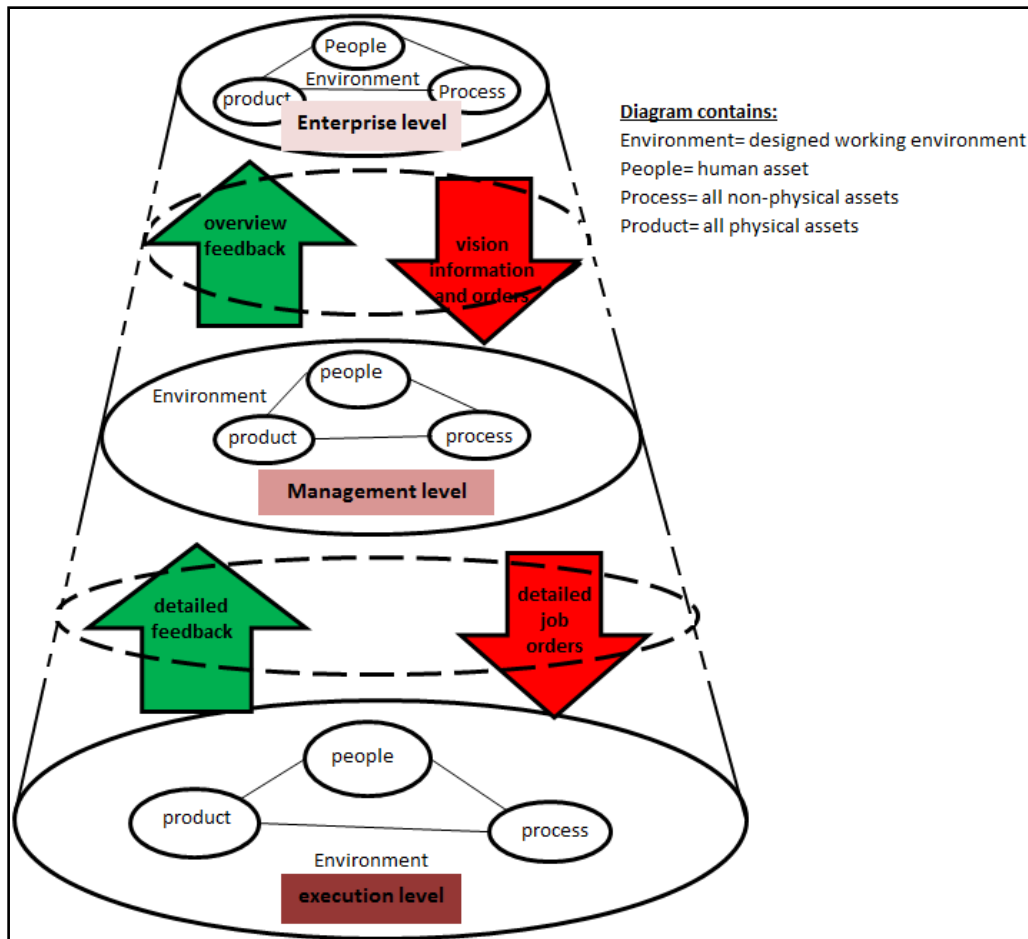 People
Environment
product
Process
Enterprise level
Diagram contains:
Environment= designed working environment
People= human asset
Process= all non-physical assets
Product= all physical assets
overview
feedback
vision
information
and orders
people
Environment
product
process
Management level
detailed
feedback
detailed
job
orders
people
product
process
Environment
execution level